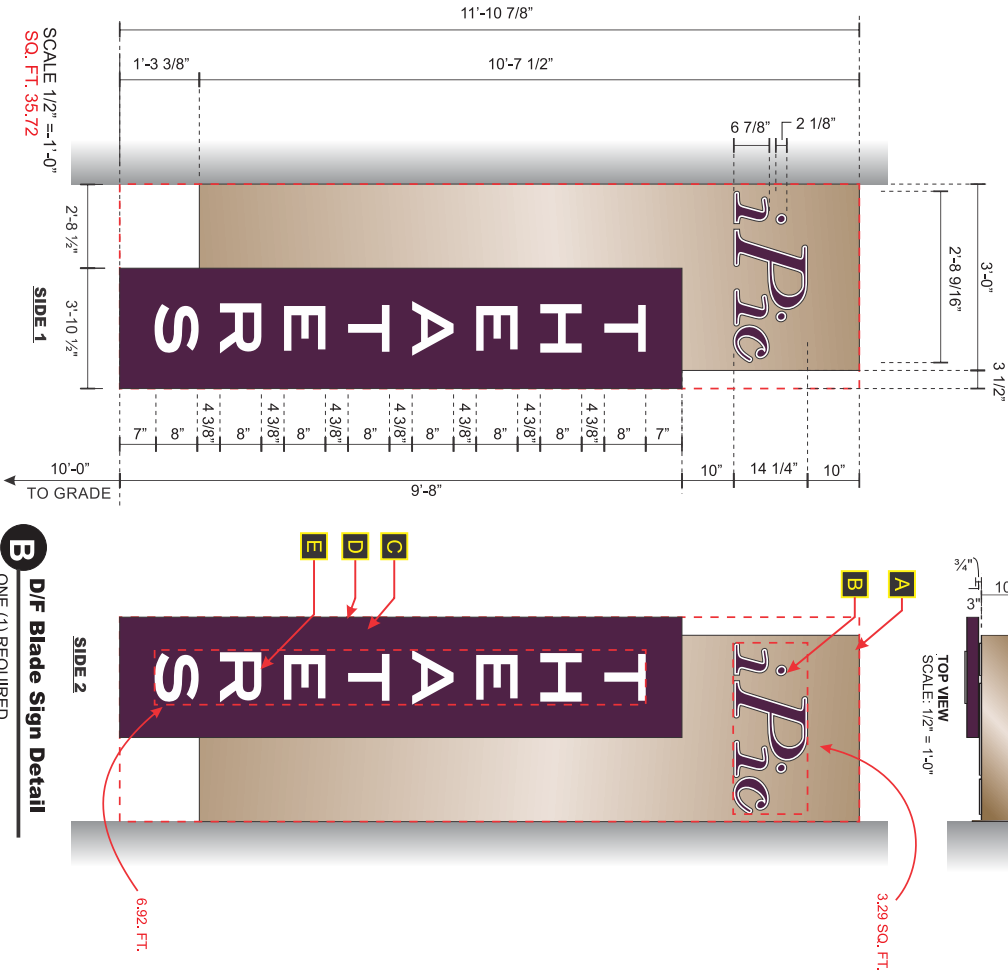 11'-10 7/8"
1'-3 3/8"
10'-7 1/2"
SCALE 1/2" =-1'-0"
SQ. FT. 35.72
6 7/8"
2 1/8"
2'-8 ½"
3'-10 ½"
SIDE 1
iPic
THEATERS
3'-0"
2'-8 9/16"
3 1/2"
7"
8"
4 3/8"
8"
4 3/8"
8"
4 3/8"
8"
4 3/8"
8"
4 3/8"
8"
4 3/8"
8"
4 3/8"
8"
7"
10'-0"
TO GRADE
9'-8"
10"
14 1/4"
10"
B
D/F Blade Sign Detail
ONE (1) REQUIRED
SIDE 2
E
D
C
B
A
iPic
THEATERS
6.92. FT.
3.29 SQ. FT.
¾"
3"
10
TOP VIEW
SCALE: 1/2" = 1'-0"